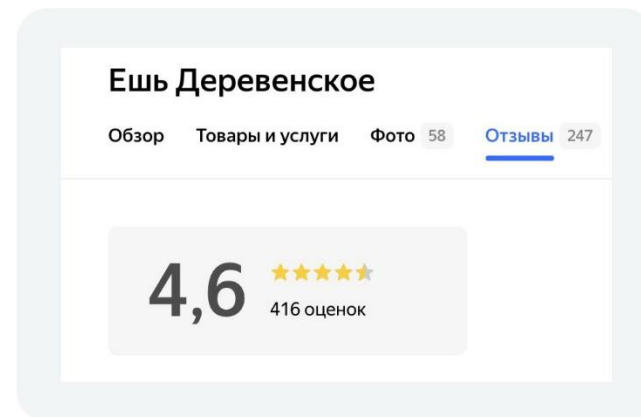 Ешь Деревенское
Обзор Товары и услуги Фото 58 Отзывы 247
4,6
416 оценок